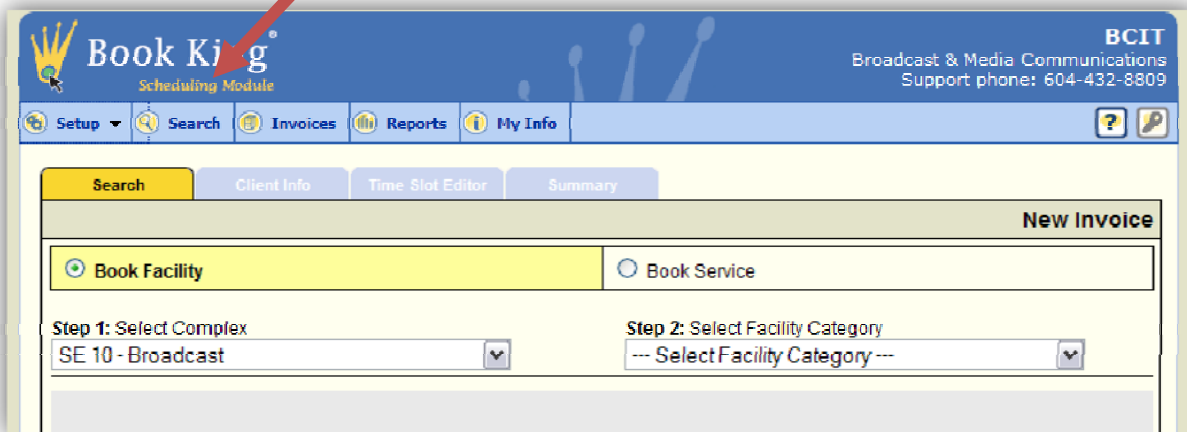 Book King®
Scheduling Module
BCIT
Broadcast & Media Communications
Support phone: 604-432-8809
Setup Search Invoices Reports My Info ?
Search Client Info Time Slot Editor Summary
New Invoice
Book Facility Book Service
Step 1: Select Complex Step 2: Select Facility Category
SE 10 - Broadcast --- Select Facility Category ---